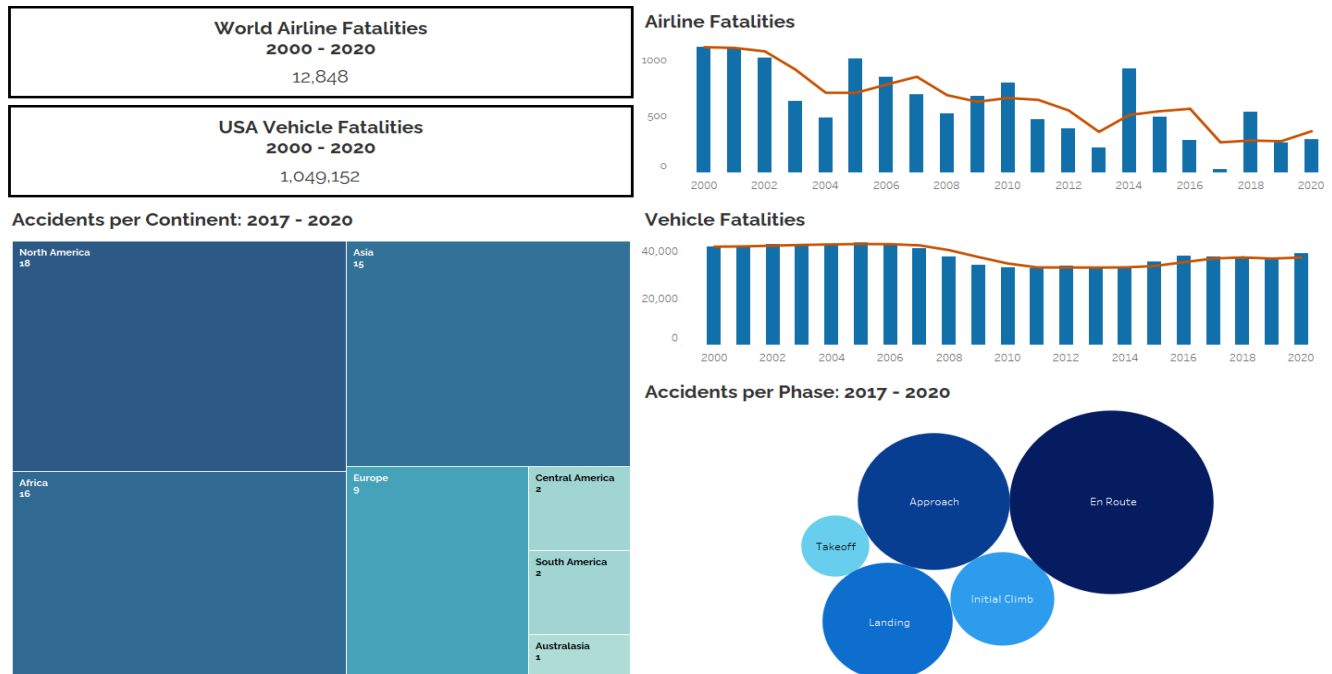 World Airline Fatalities
2000 - 2020
12,848
USA Vehicle Fatalities
2000 - 2020
1,049,152
Accidents per Continent: 2017 - 2020
North America
18
Asia
15
Africa
16
Europe
9
Central America
2
South America
2
Australasia
1
Airline Fatalities
1000
500
0
2000 2002 2004 2006 2008 2010 2012 2014 2016 2018 2020
Vehicle Fatalities
40,000
20,000
0
2000 2002 2004 2006 2008 2010 2012 2014 2016 2018 2020
Accidents per Phase: 2017 - 2020
Approach
En Route
Takeoff
Initial Climb
Landing